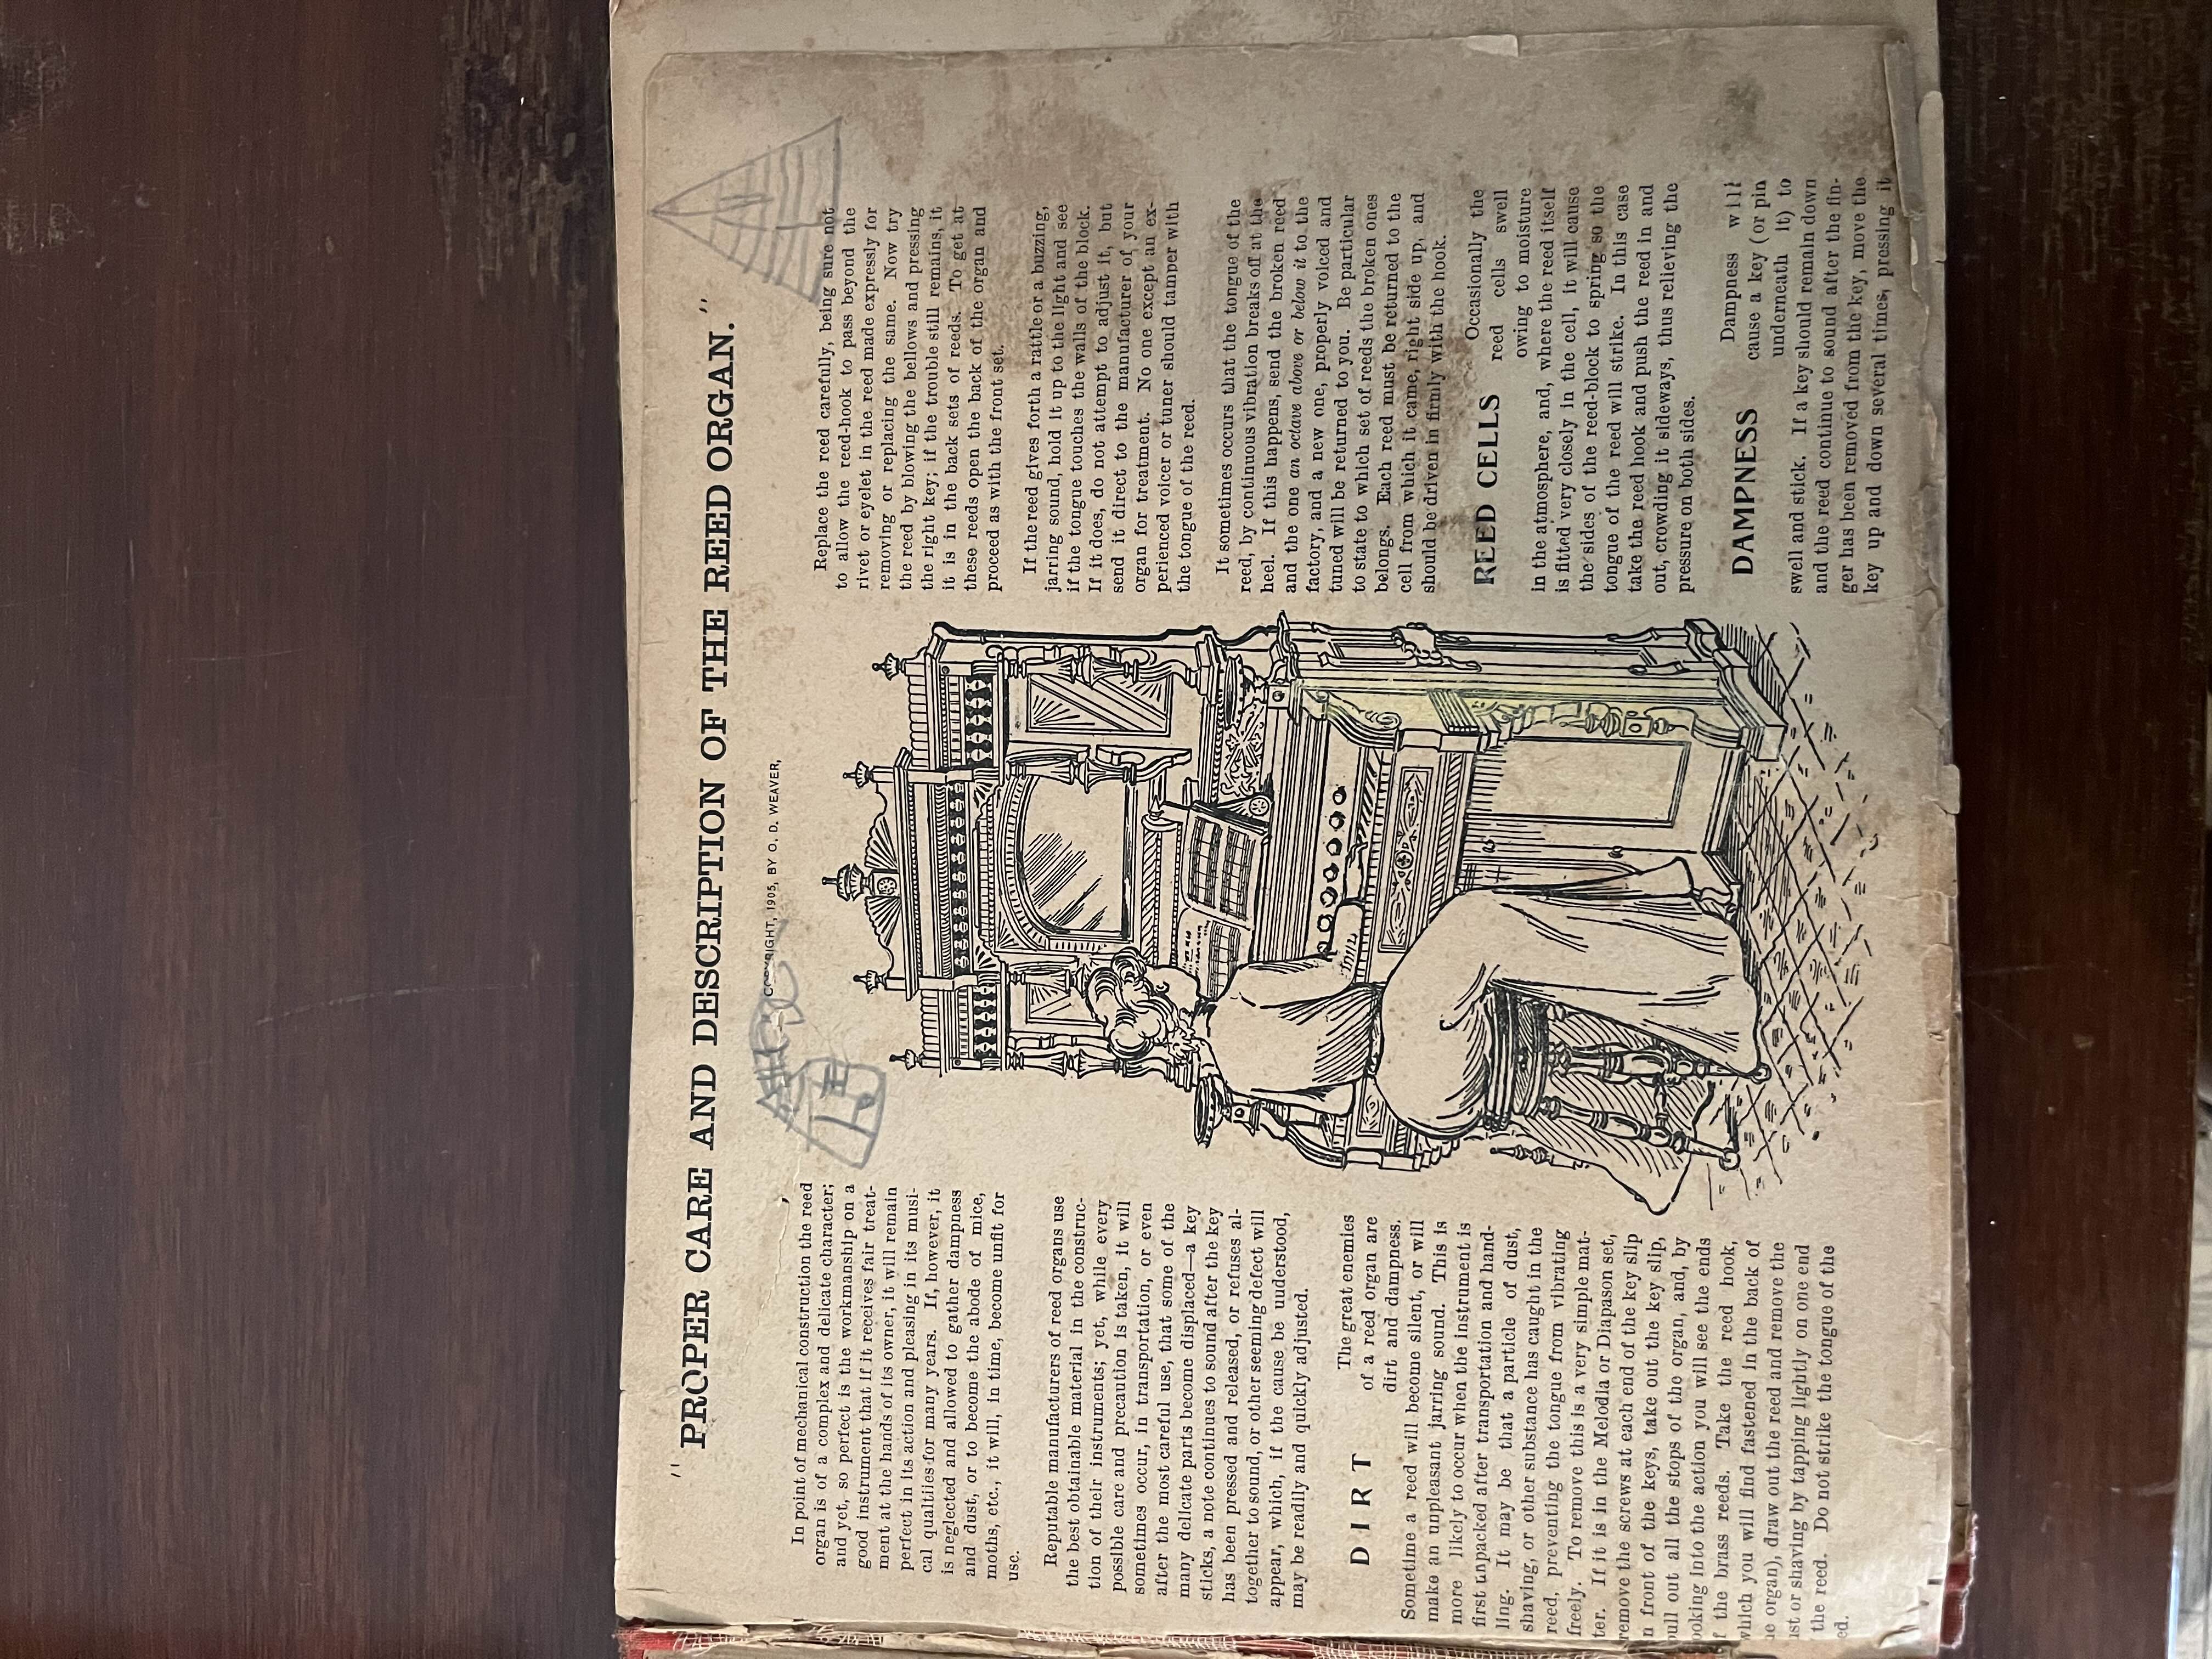 "PROPER CARE AND DESCRIPTION OF THE REED ORGAN."
COPYRIGHT, 1905, BY O. D. WEAVER,
In point of mechanical construction the reed
organ is of a complex and delicate character;
and yet, so perfect is the workmanship on a
good instrument that if it receives fair treat-
ment at the hands of its owner, it will remain
perfect in its action and pleasing in its musi-
cal qualtiies for many years. If, however, it
is neglected and allowed to gather dampness
and dust, or to become the abode of mice,
moths, etc., it will, in time, become unfit for
use.
Reputable manufacturers of reed organs use
the best obtainable material in the construc-
tion of their instruments; yet, while every
possible care and precaution is taken, it will
sometimes occur, in transportation, or even
after the most careful use, that some of the
many delicate parts become displaced—a key
sticks, a note continues to sound after the key
has been pressed and released, or refuses al-
together to sound, or other seeming defect will
appear, which, if the cause be understood,
may be readily and quickly adjusted.
DIRT
The great enemies
of a reed organ are
dirt and dampness.
Sometime a reed will become silent, or will
make an unpleasant jarring sound. This is
more likely to occur when the instrument is
first unpacked after transportation and hand-
ling. It may be that a particle of dust,
shaving, or other substance has caught in the
reed, preventing the tongue from vibrating
freely. To remove this is a very simple mat-
ter. If it is in the Melodia or Diapason set,
remove the screws at each end of the key slip
n front of the keys, take out the key slip,
pull out all the stops of the organ, and, by
ooking into the action you will see the ends
f the brass reeds. Take the reed hook,
which you will find fastened in the back of
he organ), draw out the reed and remove the
ust or shaving by tapping lightly on one end
the reed. Do not strike the tongue of the
ed.
Replace the reed carefully, being sure not
to allow the reed-hook to pass beyond the
rivet or eyelet in the reed made expressly for
removing or replacing the same. Now try
the reed by blowing the bellows and pressing
the right key; if the trouble still remains, it
it is in the back sets of reeds. To get at
these reeds open the back of the organ and
proceed as with the front set.
If the reed gives forth a rattle or a buzzing,
jarring sound, hold it up to the light and see
if the tongue touches the walls of the block.
If it does, do not attempt to adjust it, but
send it direct to the manufacturer of your
organ for treatment. No one except an ex-
perienced voicer or tuner should tamper with
the tongue of the reed.
It sometimes occurs that the tongue of the
reed, by continuous vibration breaks off at the
heel. If this happens, send the broken reed
and the one an octave above or below it to the
factory, and a new one, properly voiced and
tuned will be returned to you. Be particular
to state to which set of reeds the broken ones
belongs. Each reed must be returned to the
cell from which it came, right side up, and
should be driven in firmly with the hook.
REED CELLS
Occasionally the
reed cells swell
owing to moisture
in the atmosphere, and, where the reed itself
is fitted very closely in the cell, it will cause
the sides of the reed-block to spring so the
tongue of the reed will strike. In this case
take the reed hook and push the reed in and
out, crowding it sideways, thus relieving the
pressure on both sides.
DAMPNESS
Dampness will
cause a key (or pin
underneath it) to
swell and stick. If a key should remain down
and the reed continue to sound after the fin-
ger has been removed from the key, move the
key up and down several times, pressing it